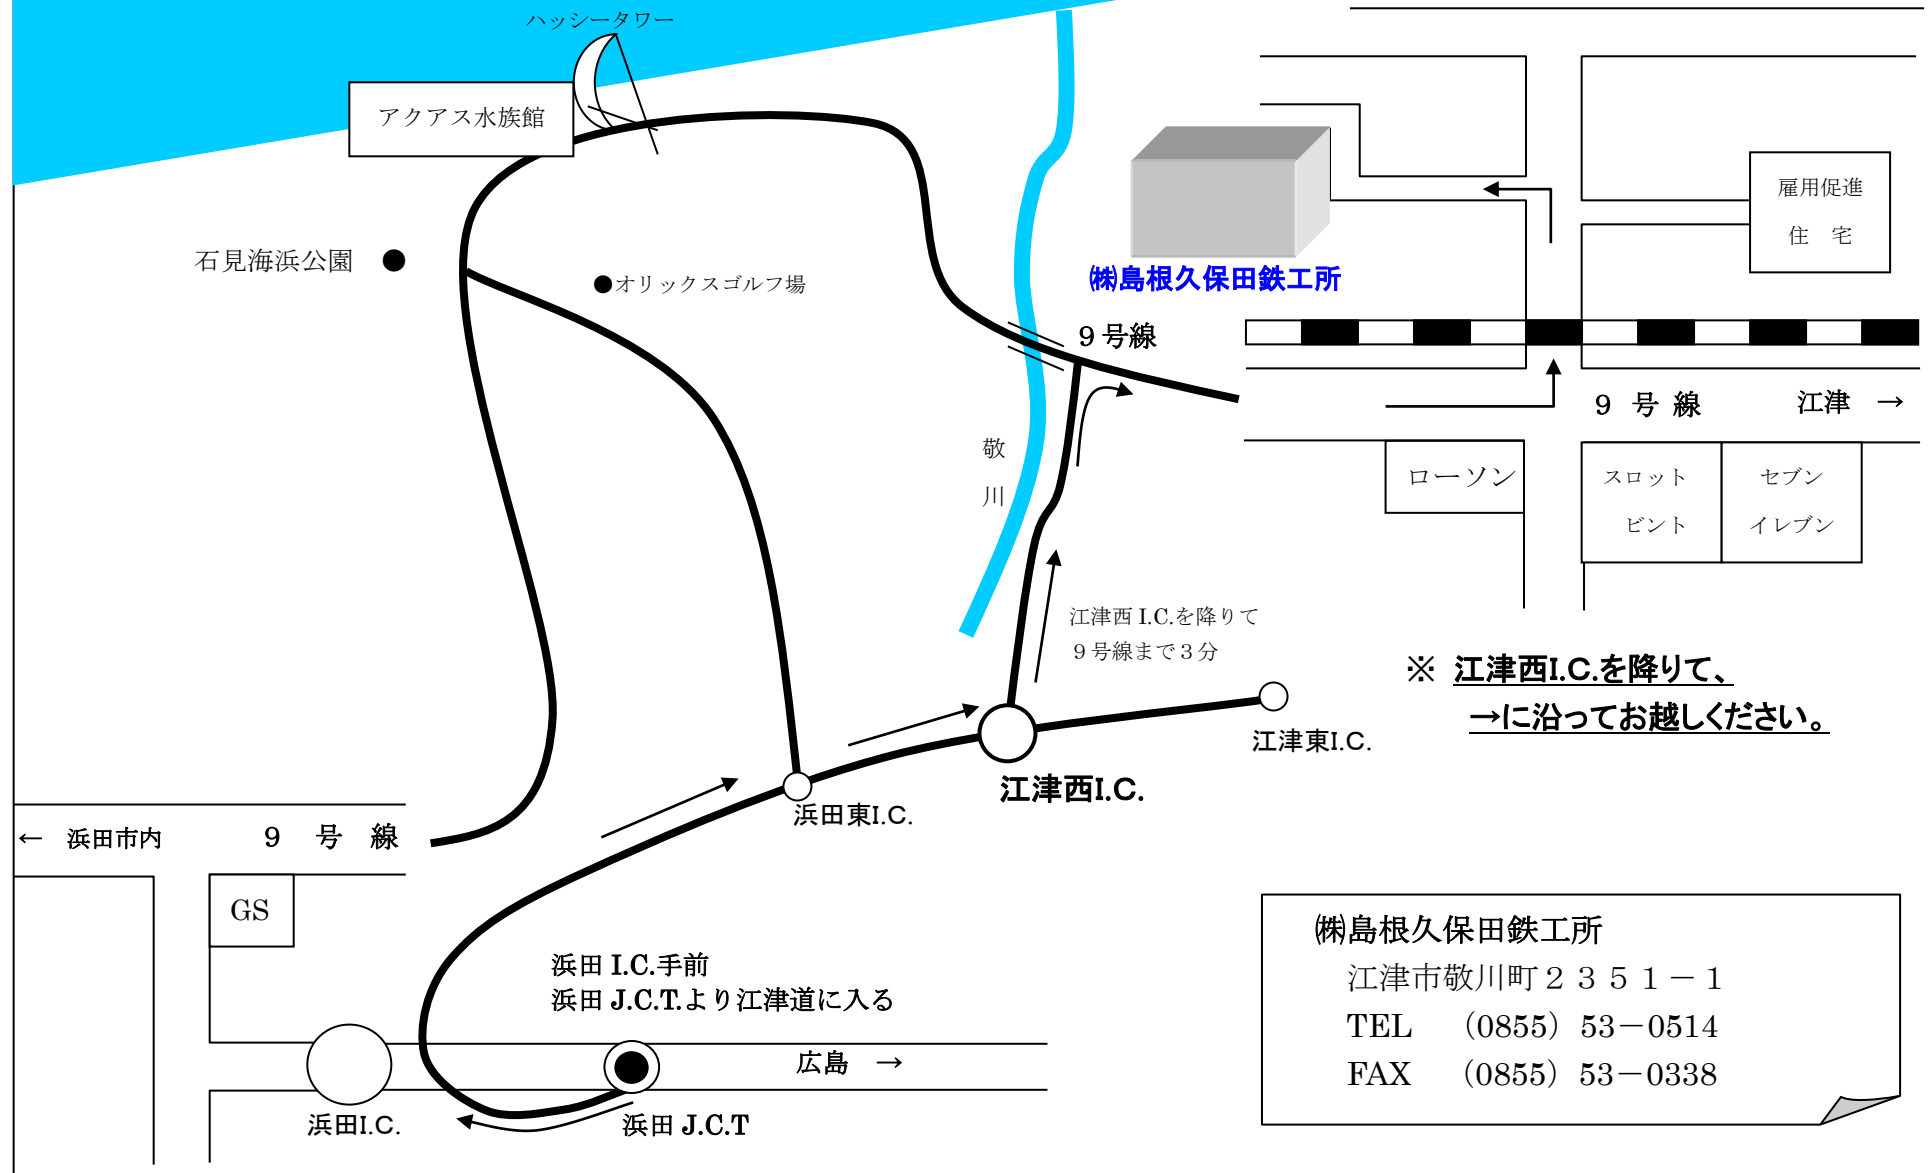 ハッシータワー
アクアス水族館
石見海浜公園 ●
●オリックスゴルフ場
㈱島根久保田鉄工所
9号線
雇用促進
住 宅
9 号 線
江津 →
敬
川
ローソン
スロット
ビント
セブン
イレブン
江津西 I.C.を降りて
9号線まで3分
※ 江津西I.C.を降りて、
→に沿ってお越しください。
江津東I.C.
江津西I.C.
浜田東I.C.
← 浜田市内
9 号 線
GS
浜田 I.C.手前
浜田 J.C.T.より江津道に入る
広島 →
浜田I.C.
浜田 J.C.T
㈱島根久保田鉄工所
江津市敬川町2351-1
TEL (0855) 53-0514
FAX (0855) 53-0338